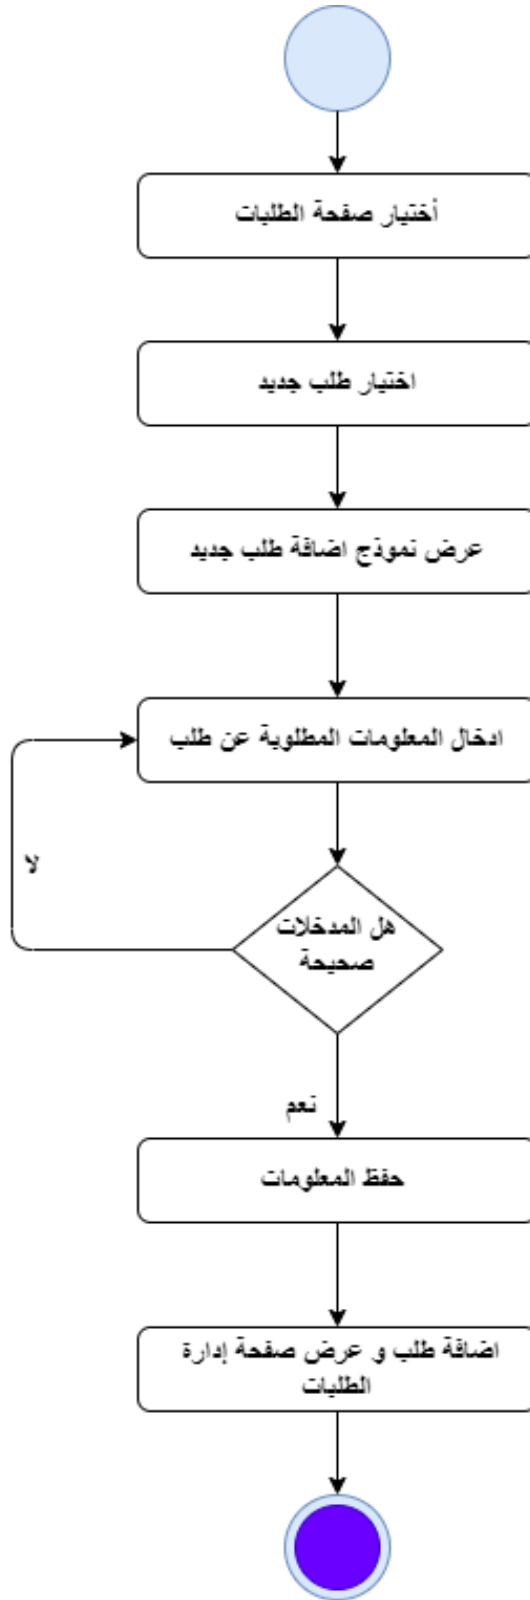 أختيار صفحة الطلبات
اختيار طلب جديد
عرض نموذج اضافة طلب جديد
ادخال المعلومات المطلوبة عن طلب
لا
هل المدخلات
صحيحة
نعم
حفظ المعلومات
اضافة طلب و عرض صفحة إدارة
الطلبات